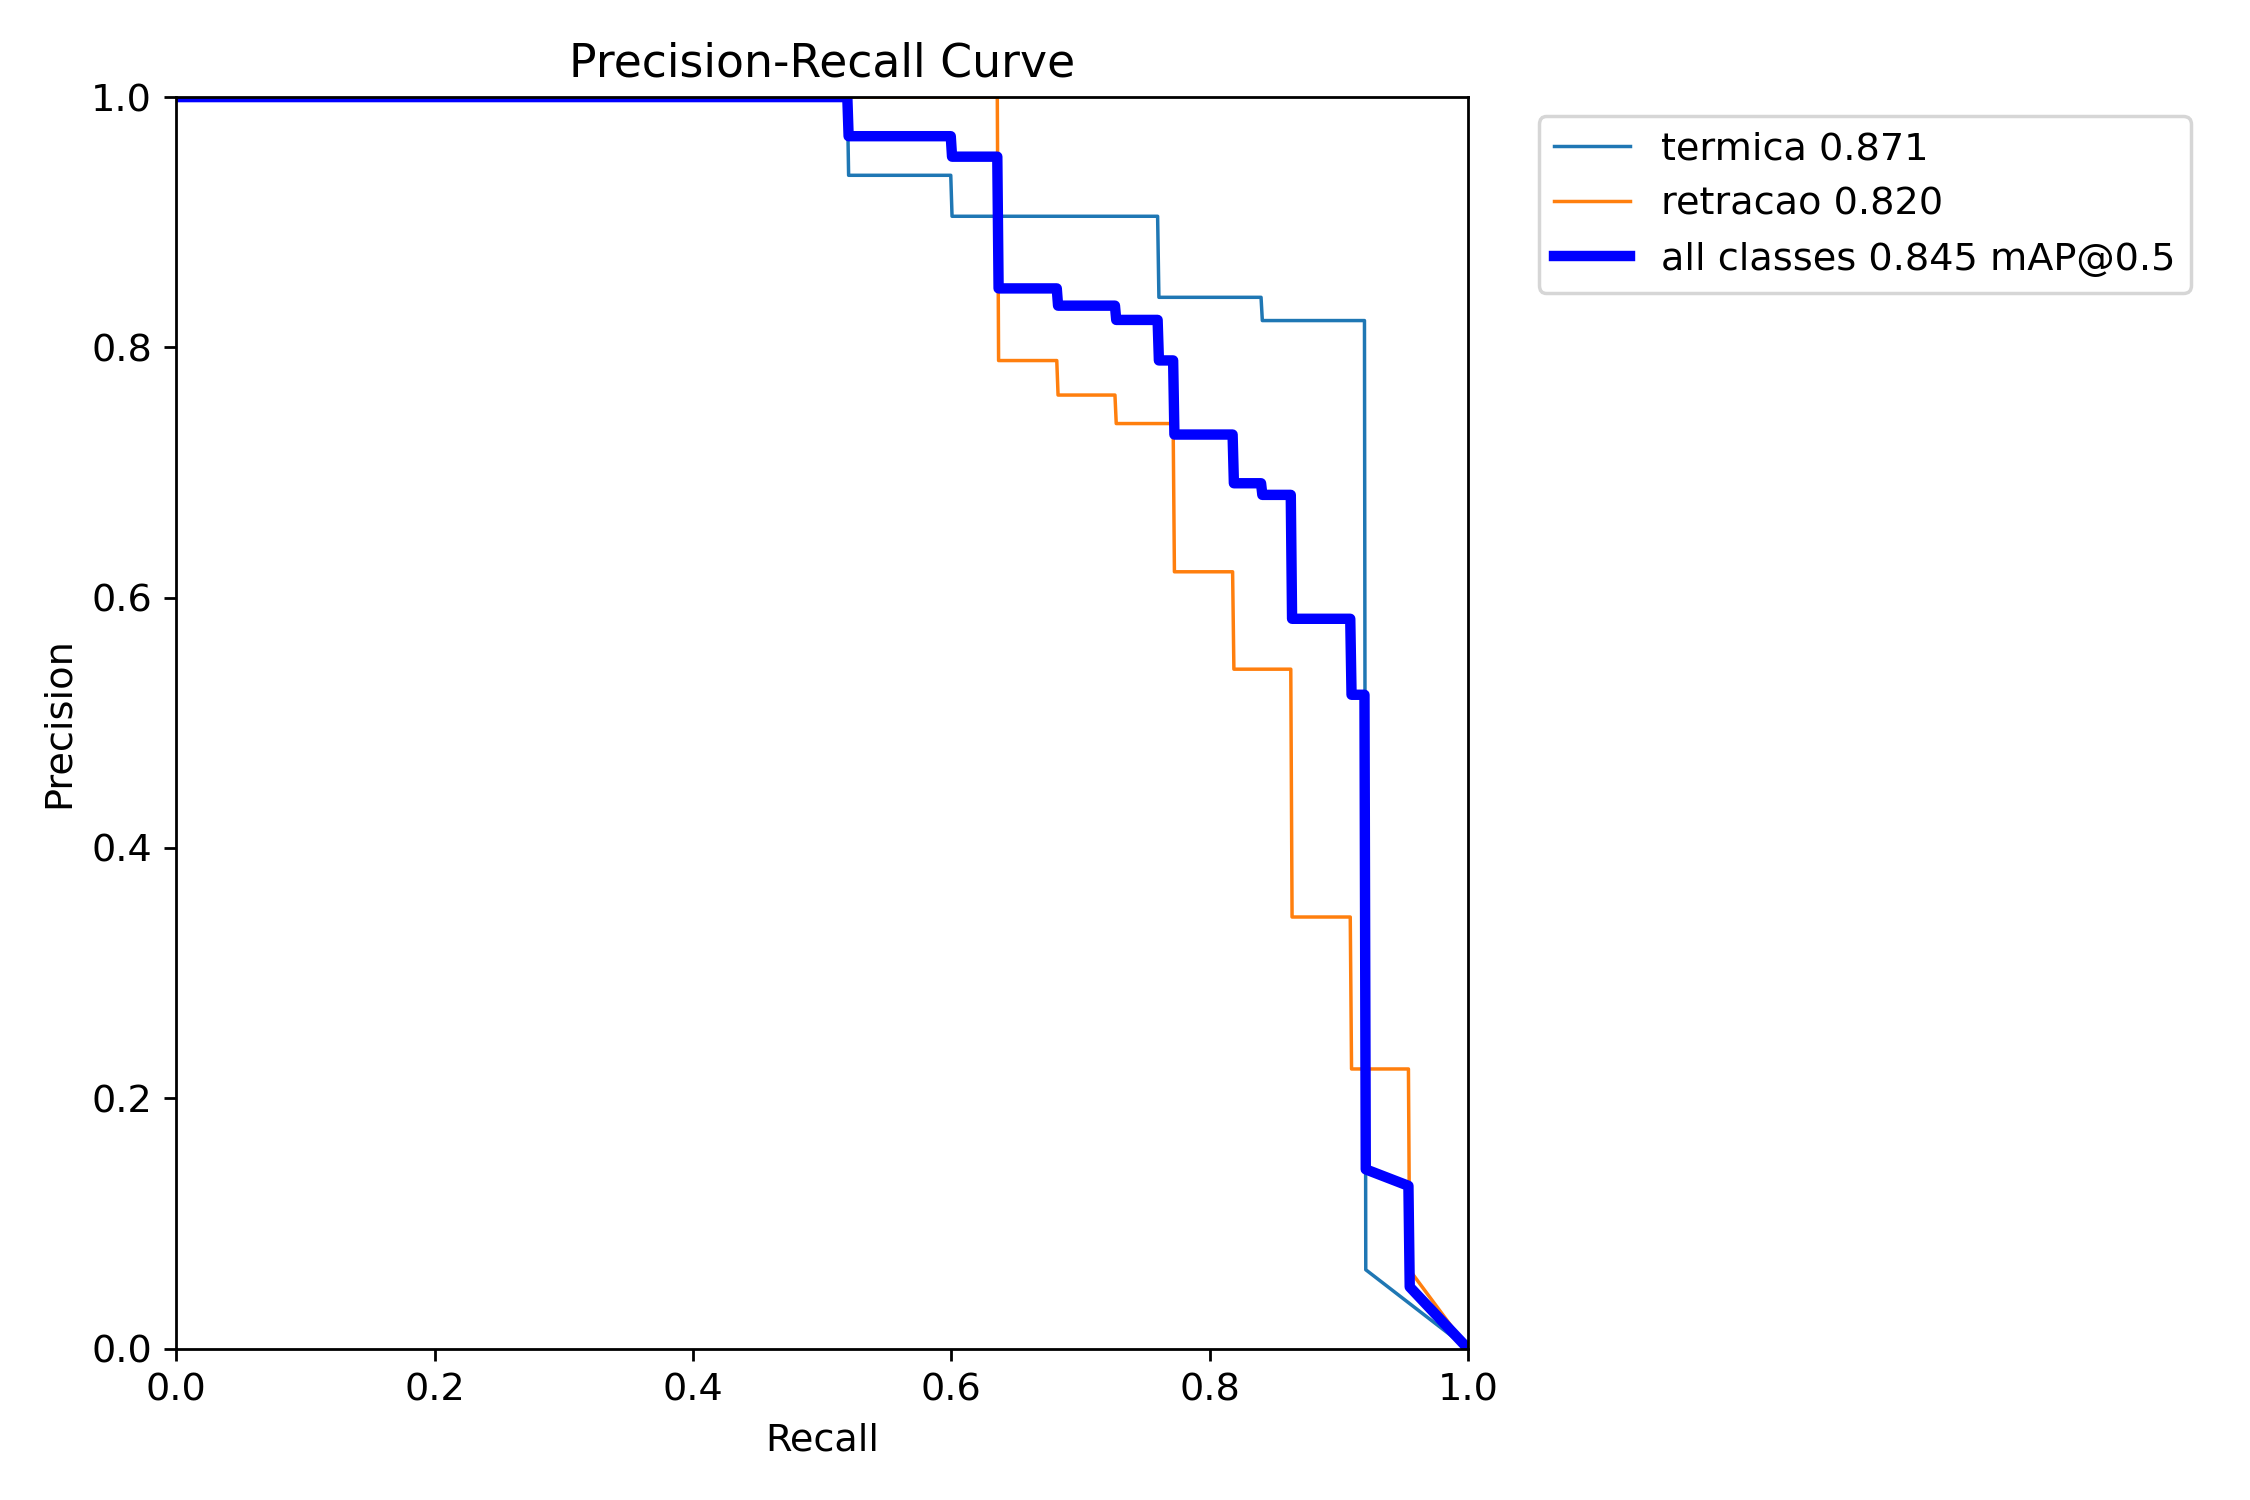 Precision-Recall Curve
1.0
0.8
0.6
0.4
0.2
0.0
Precision
0.0 0.2 0.4 0.6 0.8 1.0
Recall
termica 0.871
retracao 0.820
all classes 0.845 mAP@0.5